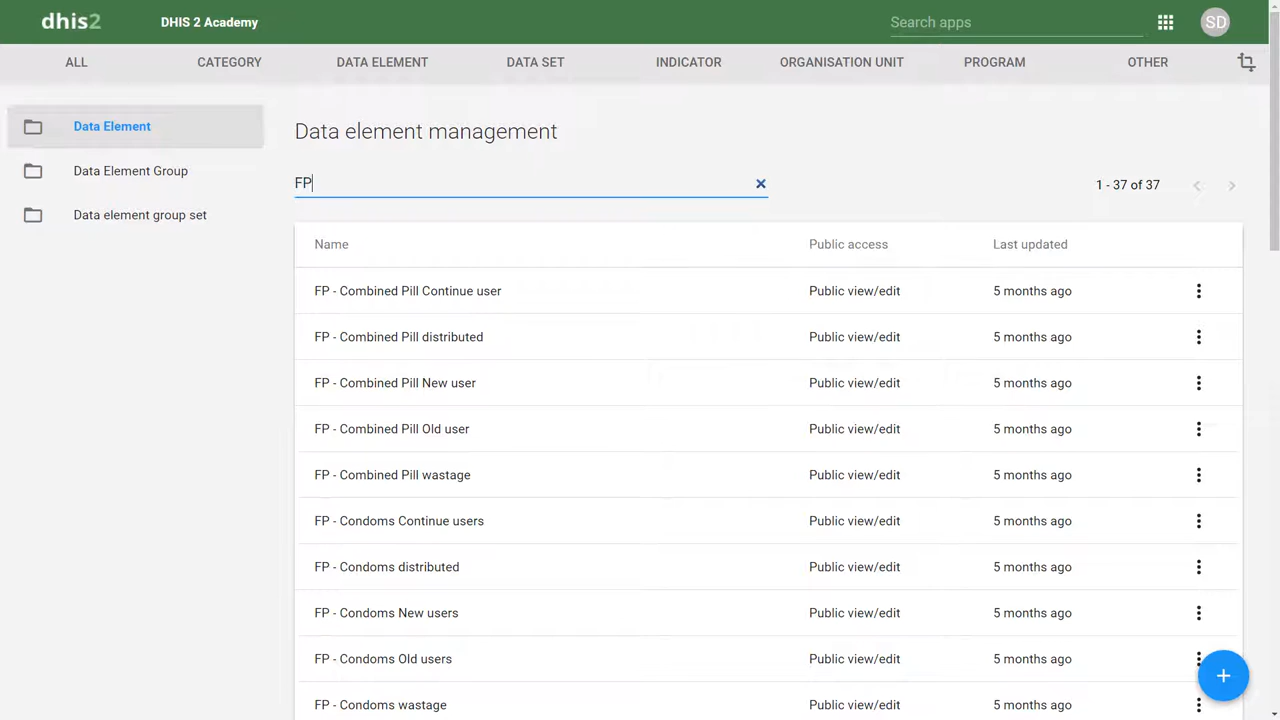 dhis2 DHIS 2 Academy Search apps SD
ALL CATEGORY DATA ELEMENT DATA SET INDICATOR ORGANISATION UNIT PROGRAM OTHER
Data Element
Data Element Group
Data element group set
Data element management
FP 1 - 37 of 37
Name Public access Last updated
FP - Combined Pill Continue user Public view/edit 5 months ago
FP - Combined Pill distributed Public view/edit 5 months ago
FP - Combined Pill New user Public view/edit 5 months ago
FP - Combined Pill Old user Public view/edit 5 months ago
FP - Combined Pill wastage Public view/edit 5 months ago
FP - Condoms Continue users Public view/edit 5 months ago
FP - Condoms distributed Public view/edit 5 months ago
FP - Condoms New users Public view/edit 5 months ago
FP - Condoms Old users Public view/edit 5 months ago
FP - Condoms wastage Public view/edit 5 months ago